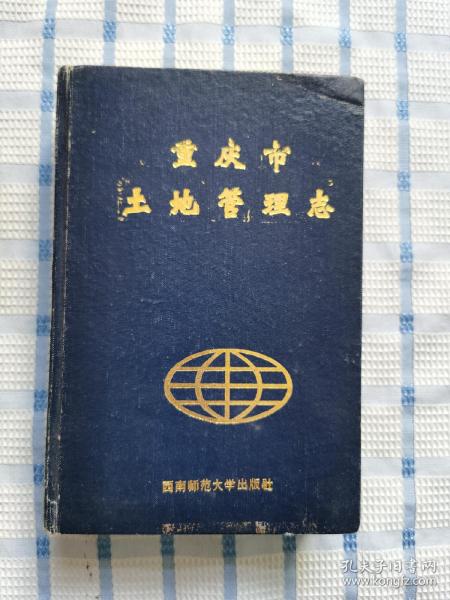 重庆市
土地管理志
西南师范大学出版社
孔夫子旧书网
www.kongfz.com